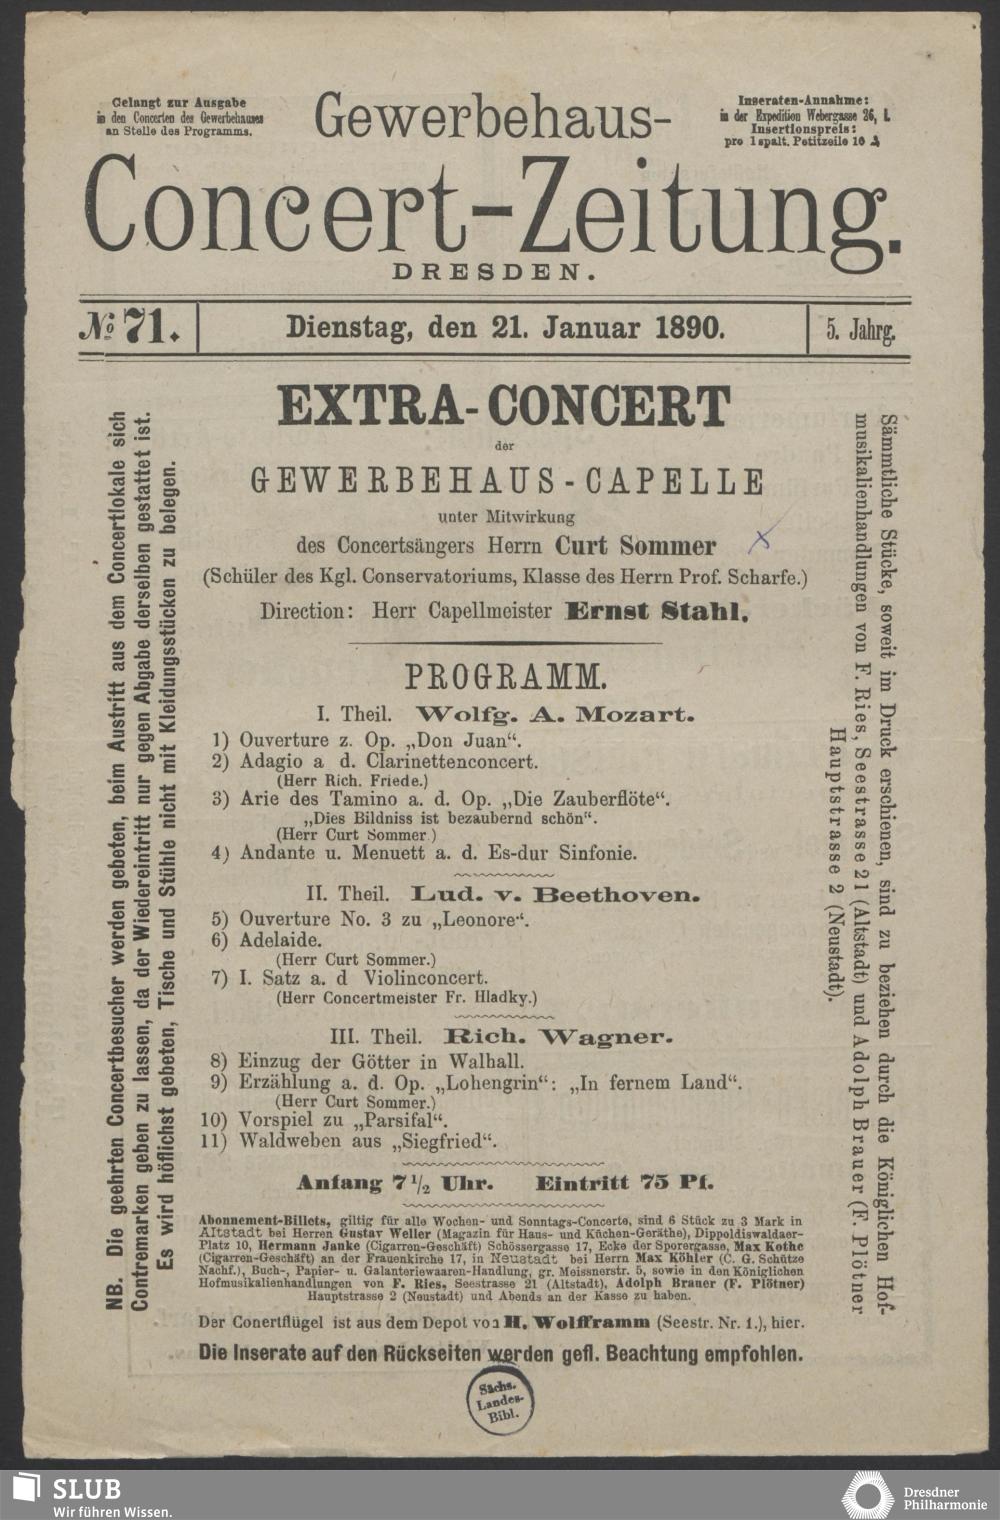 Gelangt zur Ausgabe
in den Concerten des Gewerbehauses
an Stelle des Programms.
Gewerbehaus-
Inseraten-Annahme:
in der Expedition Webergasse 26, I.
Insertionspreis:
pro 1 spalt. Petitzeile 10 ₰
Concert-Zeitung.
DRESDEN.
No 71.
Dienstag, den 21. Januar 1890.
5. Jahrg.
EXTRA-CONCERT
der
GEWERBEHAUS-CAPELLE
unter Mitwirkung
des Concertsängers Herrn Curt Sommer
(Schüler des Kgl. Conservatoriums, Klasse des Herrn Prof. Scharfe.)
Direction: Herr Capellmeister Ernst Stahl.
PROGRAMM.
I. Theil. Wolfg. A. Mozart.
1) Ouverture z. Op. „Don Juan“.
2) Adagio a d. Clarinettenconcert.
(Herr Rich. Friede.)
3) Arie des Tamino a. d. Op. „Die Zauberflöte“.
„Dies Bildniss ist bezaubernd schön“.
(Herr Curt Sommer.)
4) Andante u. Menuett a. d. Es-dur Sinfonie.
II. Theil. Lud. v. Beethoven.
5) Ouverture No. 3 zu „Leonore“.
6) Adelaide.
(Herr Curt Sommer.)
7) I. Satz a. d Violinconcert.
(Herr Concertmeister Fr. Hladky.)
III. Theil. Rich. Wagner.
8) Einzug der Götter in Walhall.
9) Erzählung a. d. Op. „Lohengrin“: „In fernem Land“.
(Herr Curt Sommer.)
10) Vorspiel zu „Parsifal“.
11) Waldweben aus „Siegfried“.
Anfang 7 1/2 Uhr. Eintritt 75 Pf.
Abonnement-Billets, giltig für alle Wochen- und Sonntags-Concerte, sind 6 Stück zu 3 Mark in
Altstadt bei Herren Gustav Weller (Magazin für Haus- und Küchen-Geräthe), Dippoldiswaldaer-
Platz 10, Hermann Janke (Cigarren-Geschäft) Schössergasse 17, Ecke der Sporergasse, Max Kothe
(Cigarren-Geschäft) an der Frauenkirche 17, in Neustadt bei Herrn Max Köhler (C. G. Schütze
Nachf.), Buch-, Papier- u. Galanteriewaaren-Handlung, gr. Meissnerstr. 5, sowie in den Königlichen
Hofmusikalienhandlungen von F. Ries, Seestrasse 21 (Altstadt), Adolph Brauer (F. Plötner)
Hauptstrasse 2 (Neustadt) und Abends an der Kasse zu haben.
Der Conertflügel ist aus dem Depot von H. Wolfframm (Seestr. Nr. 1.), hier.
Die Inserate auf den Rückseiten werden gefl. Beachtung empfohlen.
NB. Die geehrten Concertbesucher werden gebeten, beim Austritt aus dem Concertlokale sich
Contremarken geben zu lassen, da der Wiedereintritt nur gegen Abgabe derselben gestattet ist.
Es wird höflichst gebeten, Tische und Stühle nicht mit Kleidungsstücken zu belegen.
Sämmtliche Stücke, soweit im Druck erschienen, sind zu beziehen durch die Königlichen Hof-
musikalienhandlungen von F. Ries, Seestrasse 21 (Altstadt) und Adolph Brauer (F. Plötner
Hauptstrasse 2 (Neustadt).
Sächs.
Landes-
Bibl.
SLUB
Wir führen Wissen.
Dresdner
Philharmonie